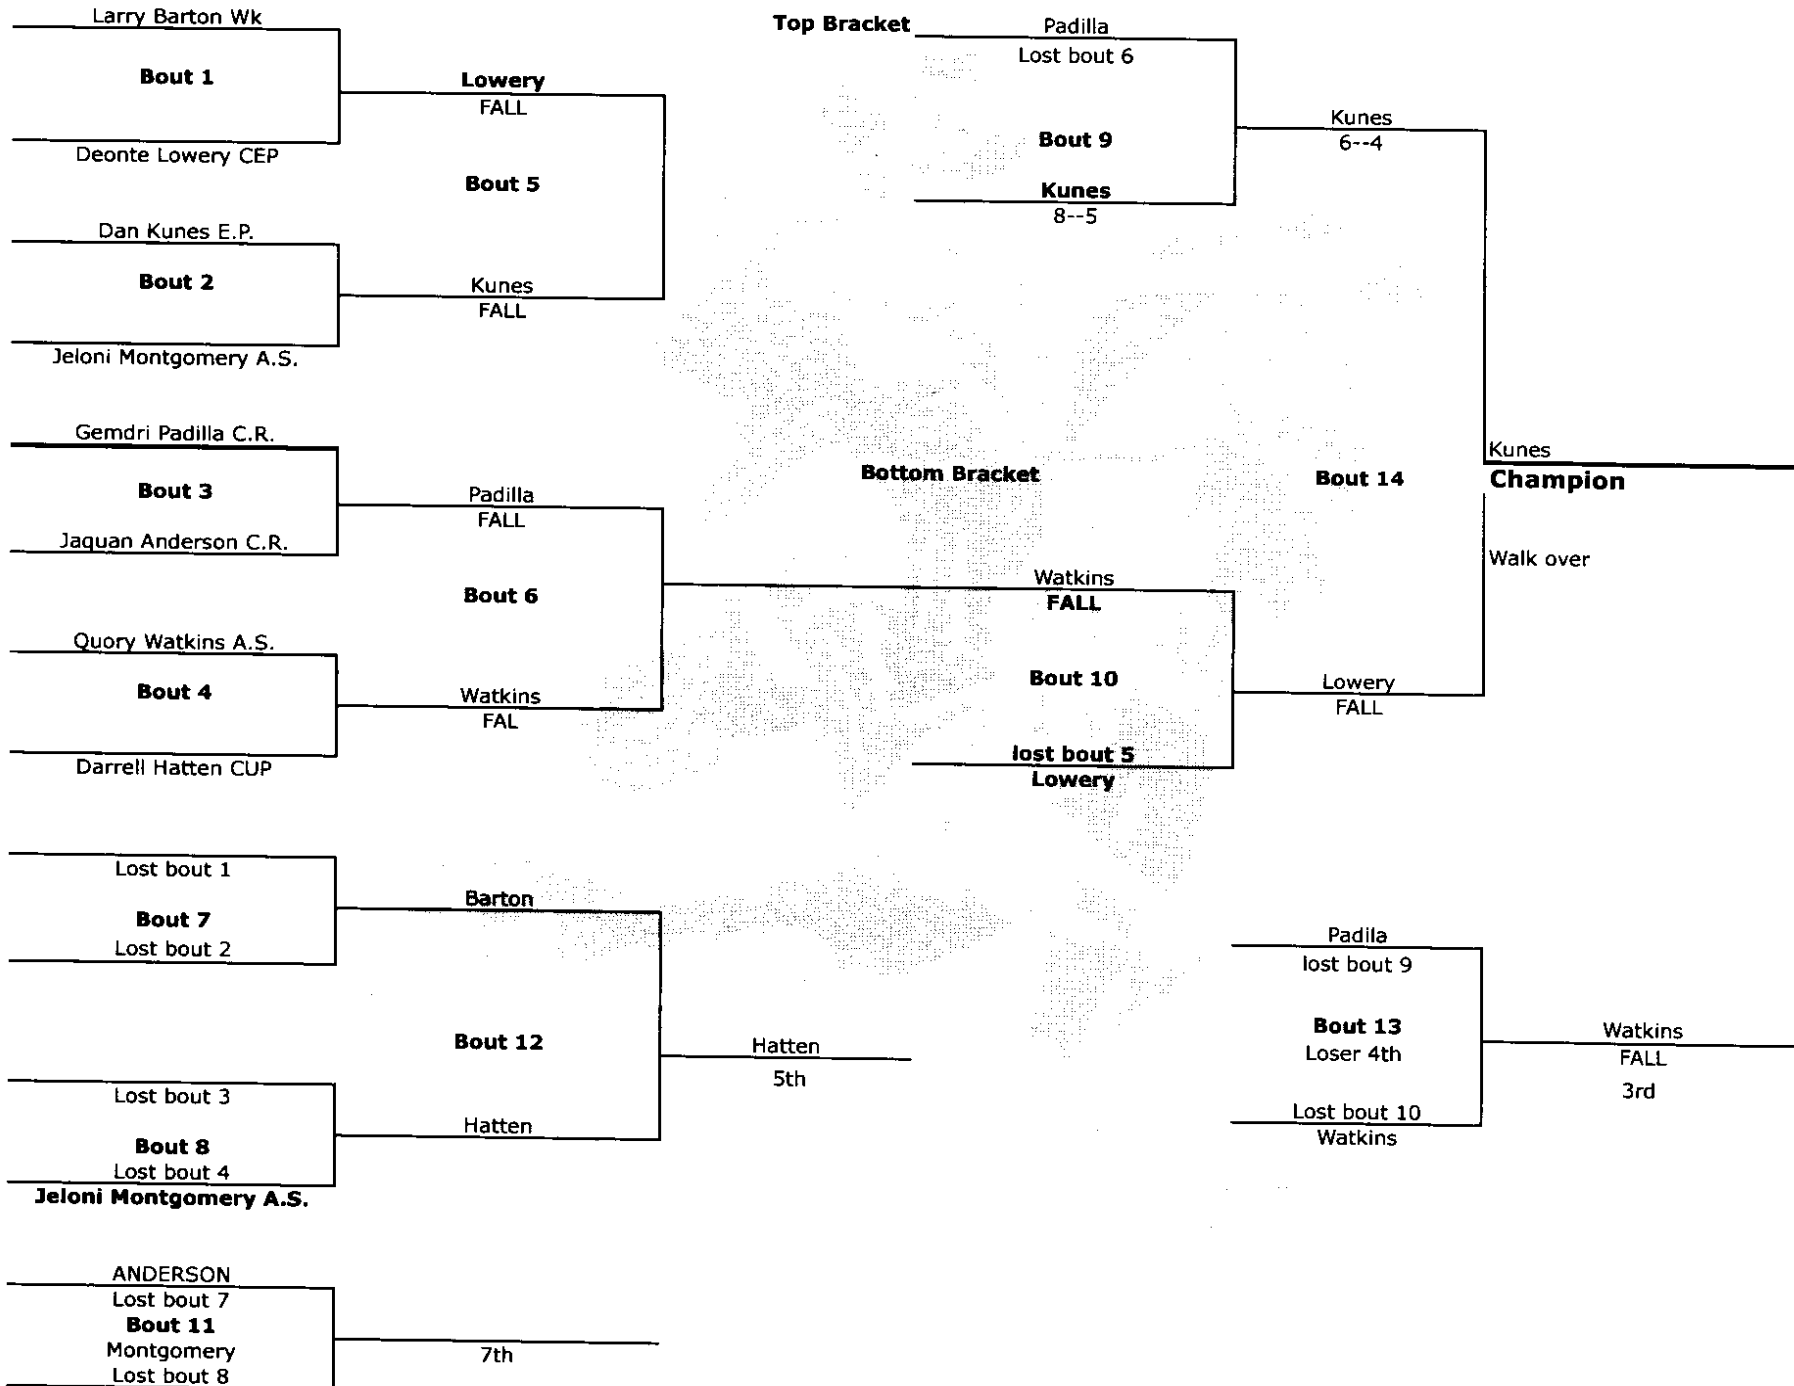 Larry Barton Wk
Bout 1
Deonte Lowery CEP
Lowery
FALL
Bout 5
Dan Kunes E.P.
Bout 2
Jeloni Montgomery A.S.
Kunes
FALL
Gemdri Padilla C.R.
Bout 3
Jaquan Anderson C.R.
Padilla
FALL
Bout 6
Quory Watkins A.S.
Bout 4
Darrell Hatten CUP
Watkins
FAL
Top Bracket
Padilla
Lost bout 6
Bout 9
Kunes
8--5
Kunes
6--4
Bottom Bracket
Watkins
FALL
Bout 10
lost bout 5
Lowery
Lowery
FALL
Bout 14
Kunes
Champion
Walk over
Lost bout 1
Bout 7
Lost bout 2
Barton
Bout 12
Lost bout 3
Bout 8
Lost bout 4
Jeloni Montgomery A.S.
Hatten
Hatten
5th
Padila
lost bout 9
Bout 13
Loser 4th
Lost bout 10
Watkins
Watkins
FALL
3rd
ANDERSON
Lost bout 7
Bout 11
Montgomery
Lost bout 8
7th